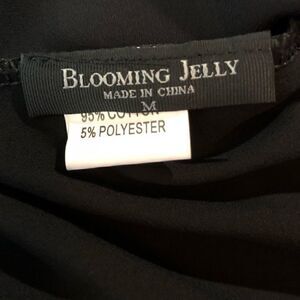 BLOOMING JELLY
MADE IN CHINA
M
95% COTTON
5% POLYESTER